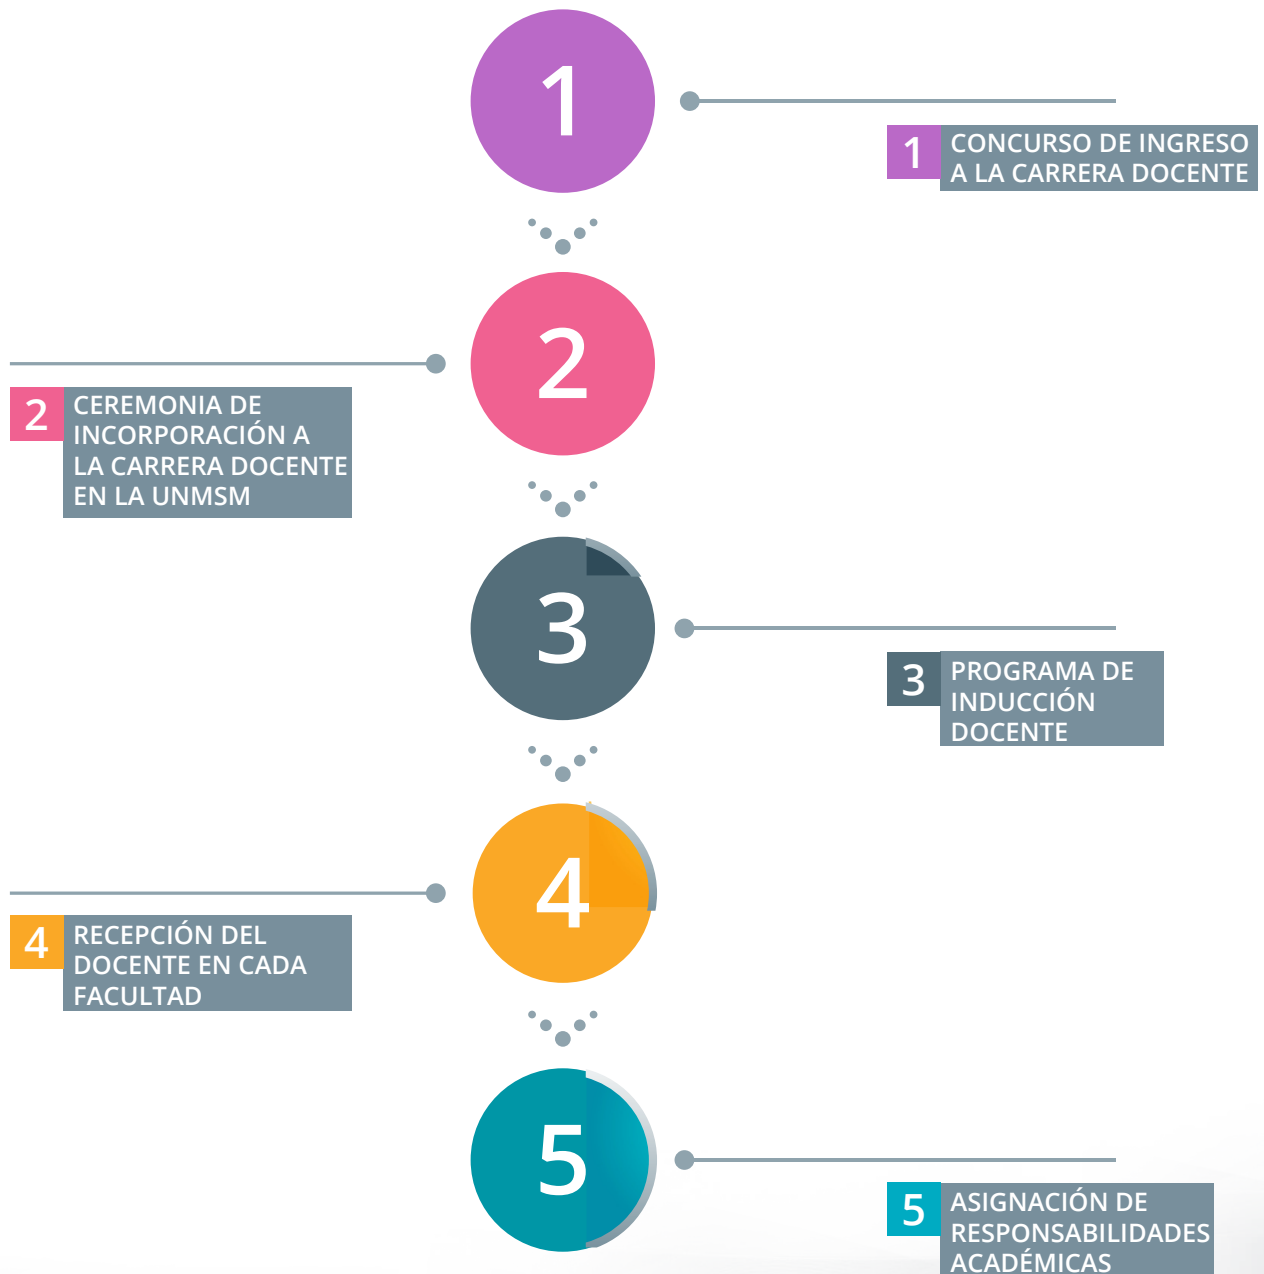 1
1
CONCURSO DE INGRESO
A LA CARRERA DOCENTE
2
2
CEREMONIA DE
INCORPORACIÓN A
LA CARRERA DOCENTE
EN LA UNMSM
3
3
PROGRAMA DE
INDUCCIÓN
DOCENTE
4
4
RECEPCIÓN DEL
DOCENTE EN CADA
FACULTAD
5
5
ASIGNACIÓN DE
RESPONSABILIDADES
ACADÉMICAS